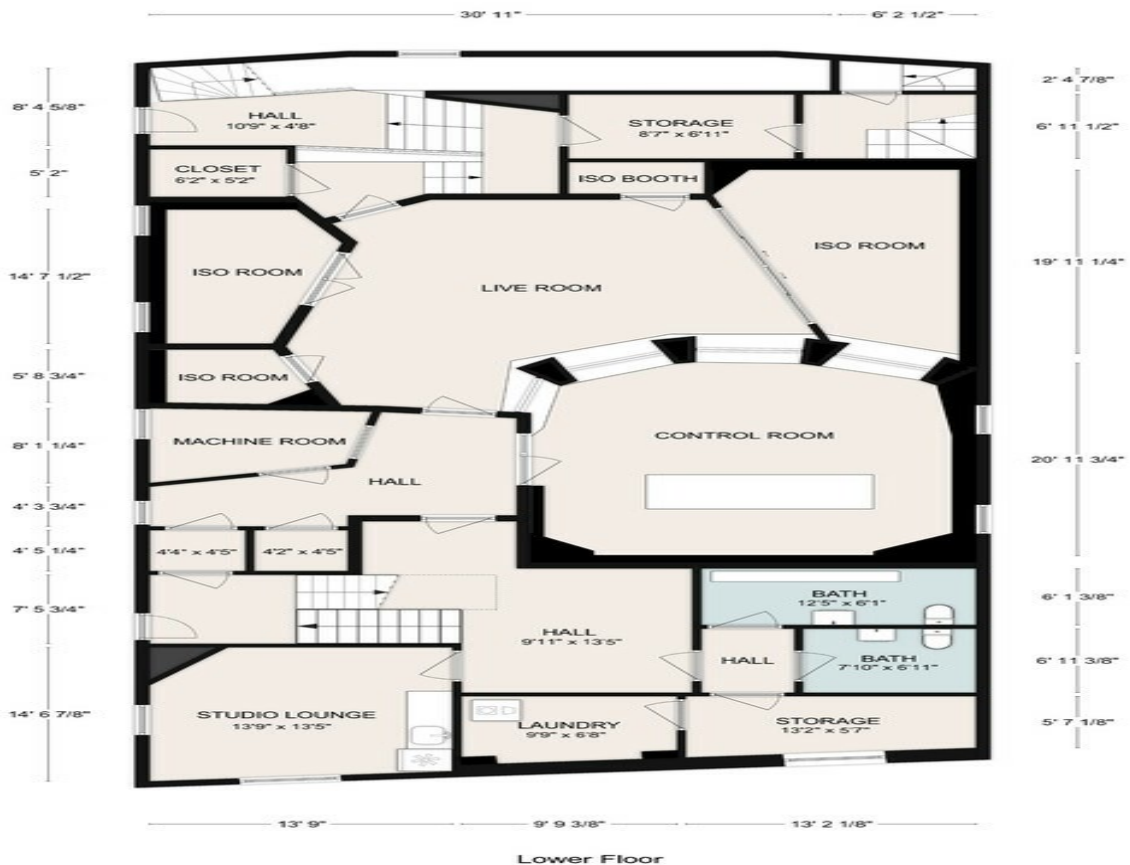 30' 11"
6' 2 1/2"
8' 4 5/8"
2' 4 7/8"
HALL
10'9" x 4'8"
STORAGE
8'7" x 6'11"
6' 11 1/2"
5' 2"
CLOSET
6'2" x 5'2"
ISO BOOTH
14' 7 1/2"
ISO ROOM
LIVE ROOM
ISO ROOM
19' 11 1/4"
5' 8 3/4"
ISO ROOM
8' 1 1/4"
MACHINE ROOM
CONTROL ROOM
20' 11 3/4"
HALL
4' 3 3/4"
4' 5 1/4"
4'4" x 4'5"
4'2" x 4'5"
7' 5 3/4"
HALL
9'11" x 13'5"
BATH
12'5" x 6'1"
6' 1 3/8"
HALL
BATH
7'10" x 6'11"
6' 11 3/8"
14' 6 7/8"
STUDIO LOUNGE
13'9" x 13'5"
LAUNDRY
9'9" x 6'8"
STORAGE
13'2" x 5'7"
5' 7 1/8"
13' 9"
9' 9 3/8"
13' 2 1/8"
Lower Floor